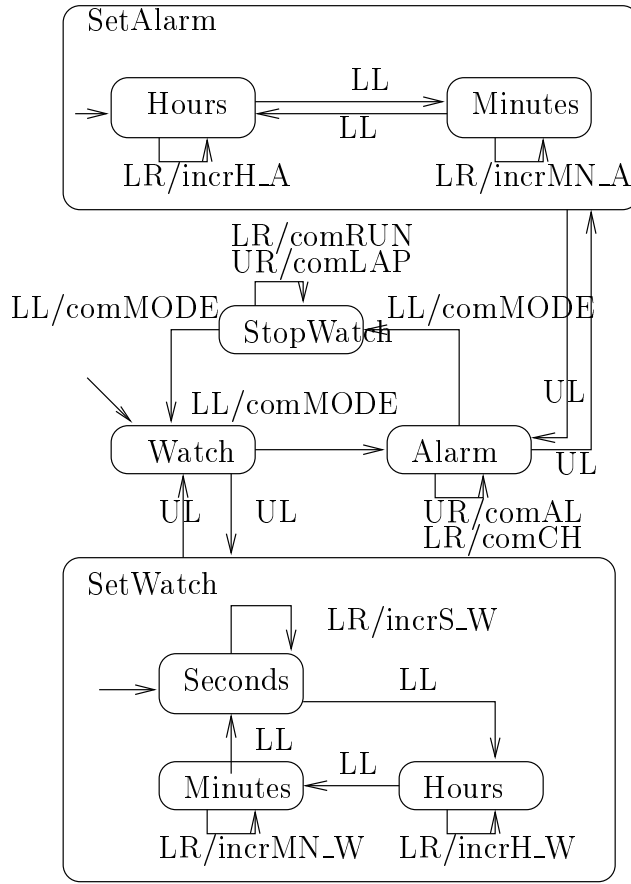 SetAlarm
LL
Hours
Minutes
LL
LR/incrH_A
LR/incrMN_A
LR/comRUN
UR/comLAP
LL/comMODE
LL/comMODE
StopWatch
UL
LL/comMODE
Watch
Alarm
UL
UL
UL
UR/comAL
LR/comCH
SetWatch
LR/incrS_W
Seconds
LL
LL
LL
Minutes
Hours
LR/incrMN_W
LR/incrH_W